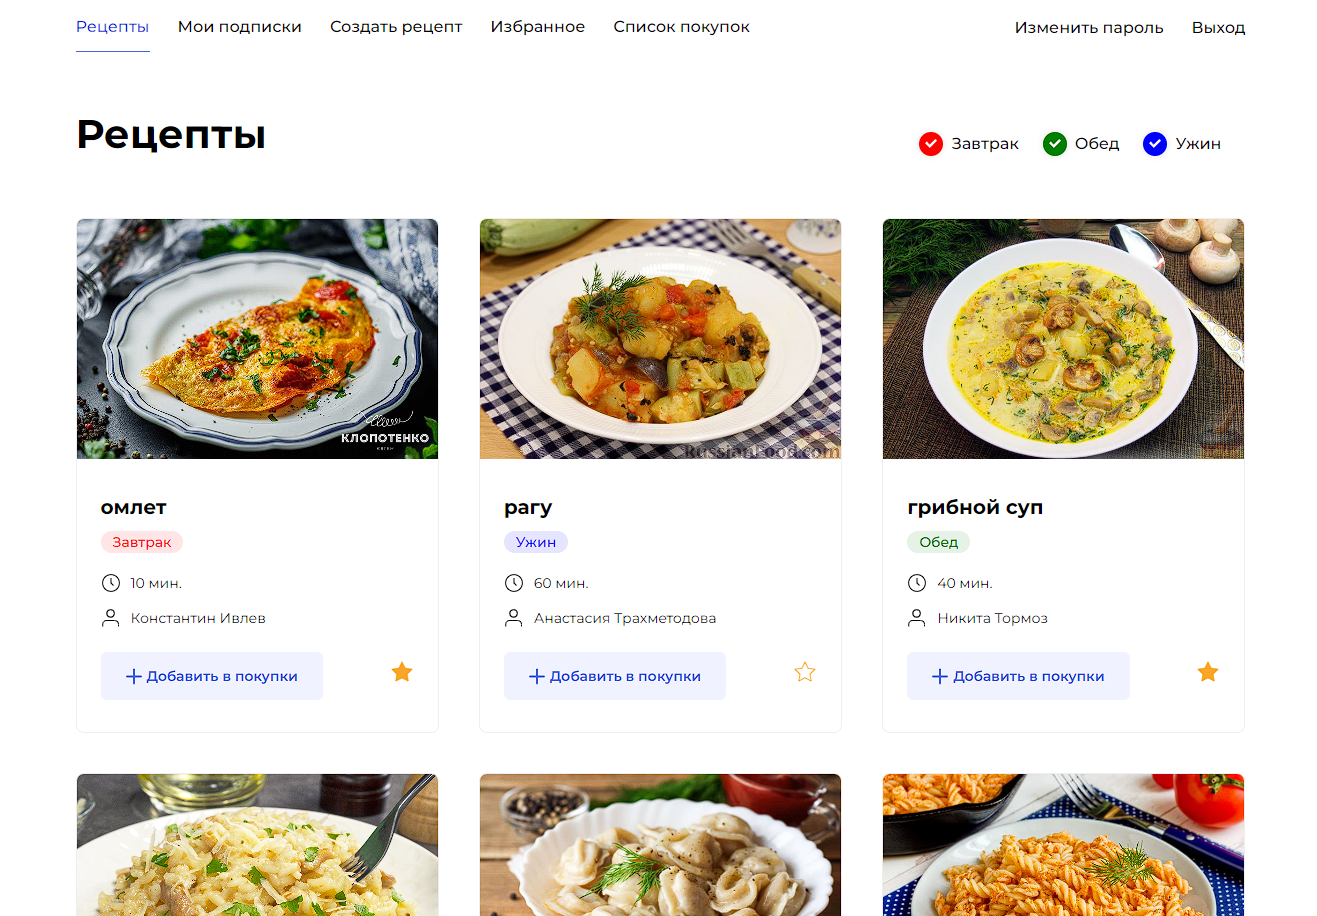 Рецепты Мои подписки Создать рецепт Избранное Список покупок Изменить пароль Выход
Рецепты
Завтрак Обед Ужин
КЛОПОТЕНКО
RussianFood.com
омлет
Завтрак
10 мин.
Константин Ивлев
Добавить в покупки
рагу
Ужин
60 мин.
Анастасия Трахметодова
Добавить в покупки
грибной суп
Обед
40 мин.
Никита Тормоз
Добавить в покупки